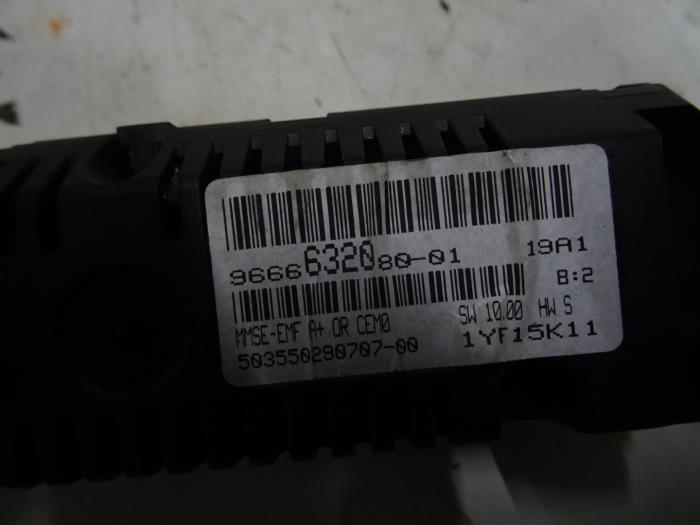 9666632080-01 19A1
B:2
MMSE-EMF A+ OR CEM0 SW 10.00 HW S
503550290707-00 1YF15K11